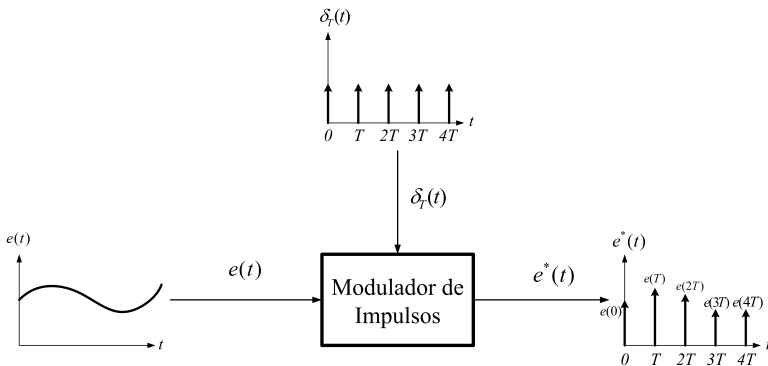 δ_T(t)
t
0 T 2T 3T 4T
δ_T(t)
e(t)
t
e(t)
Modulador de
Impulsos
e*(t)
e*(t)
e(0) e(T) e(2T) e(3T) e(4T)
t
0 T 2T 3T 4T